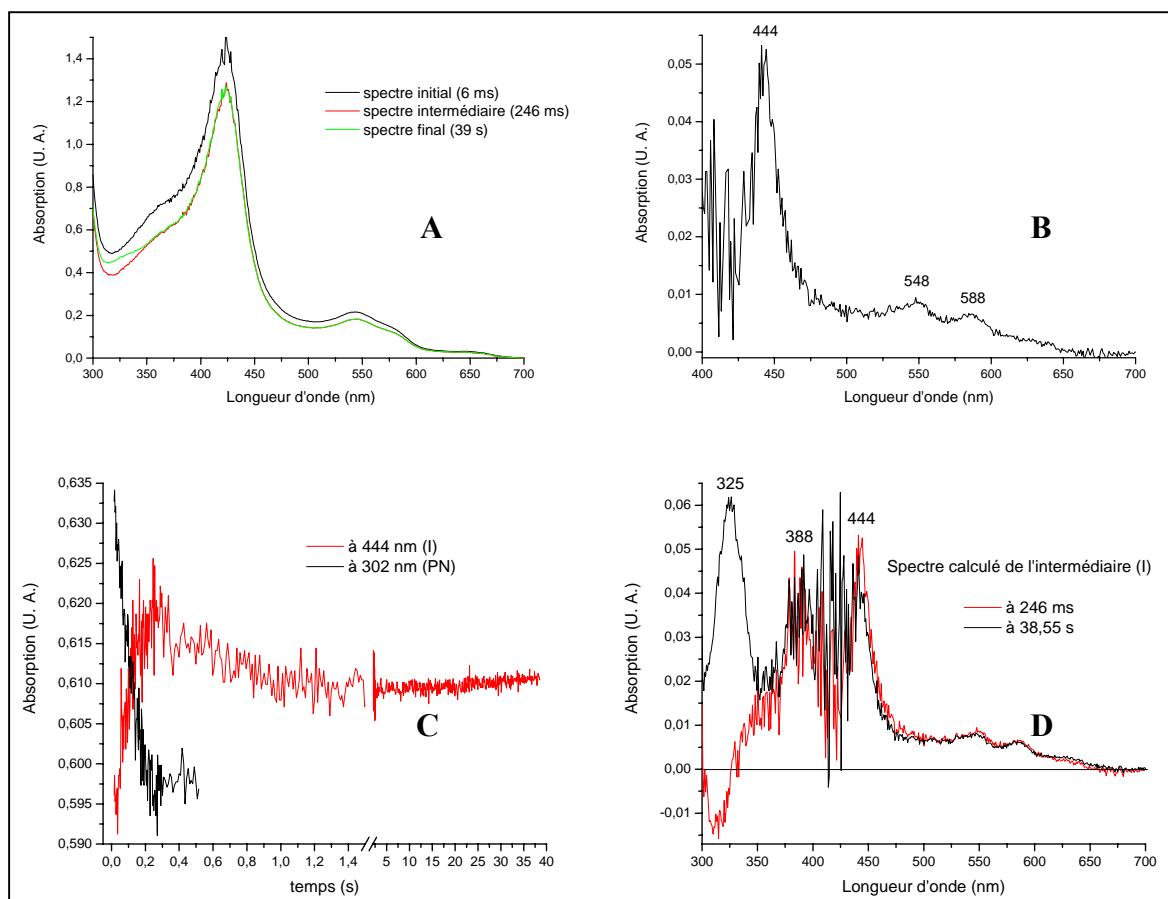 A
spectre initial (6 ms)
spectre intermédiaire (246 ms)
spectre final (39 s)
Absorption (U. A.)
1,4
1,2
1,0
0,8
0,6
0,4
0,2
0,0
300 350 400 450 500 550 600 650 700
Longueur d'onde (nm)
B
444
548
588
Absorption (U. A.)
0,05
0,04
0,03
0,02
0,01
0,00
400 450 500 550 600 650 700
Longueur d'onde (nm)
C
à 444 nm (I)
à 302 nm (PN)
Absorption (U. A.)
0,635
0,630
0,625
0,620
0,615
0,610
0,605
0,600
0,595
0,590
0,0 0,2 0,4 0,6 0,8 1,0 1,2 1,4 5 10 15 20 25 30 35 40
temps (s)
D
325
388
444
Spectre calculé de l'intermédiaire (I)
à 246 ms
à 38,55 s
Absorption (U. A.)
0,06
0,05
0,04
0,03
0,02
0,01
0,00
-0,01
300 350 400 450 500 550 600 650 700
Longueur d'onde (nm)